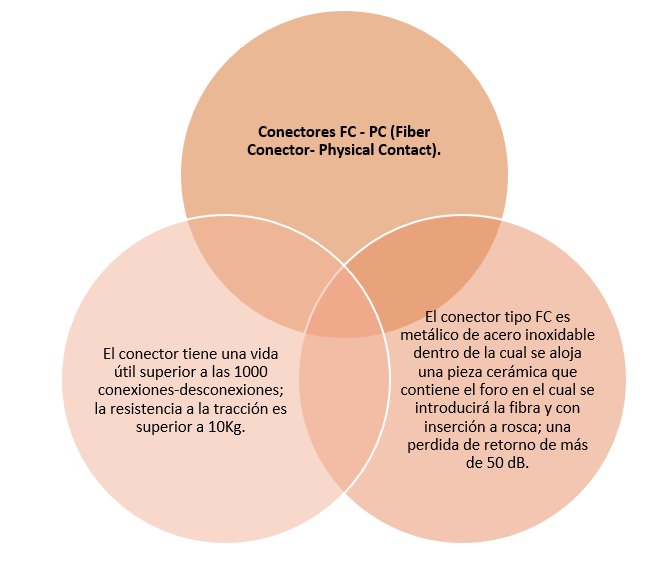 Conectores FC - PC (Fiber
Conector- Physical Contact).
El conector tiene una vida
útil superior a las 1000
conexiones-desconexiones;
la resistencia a la tracción es
superior a 10Kg.
El conector tipo FC es
metálico de acero inoxidable
dentro de la cual se aloja
una pieza cerámica que
contiene el foro en el cual se
introducirá la fibra y con
inserción a rosca; una
perdida de retorno de más
de 50 dB.